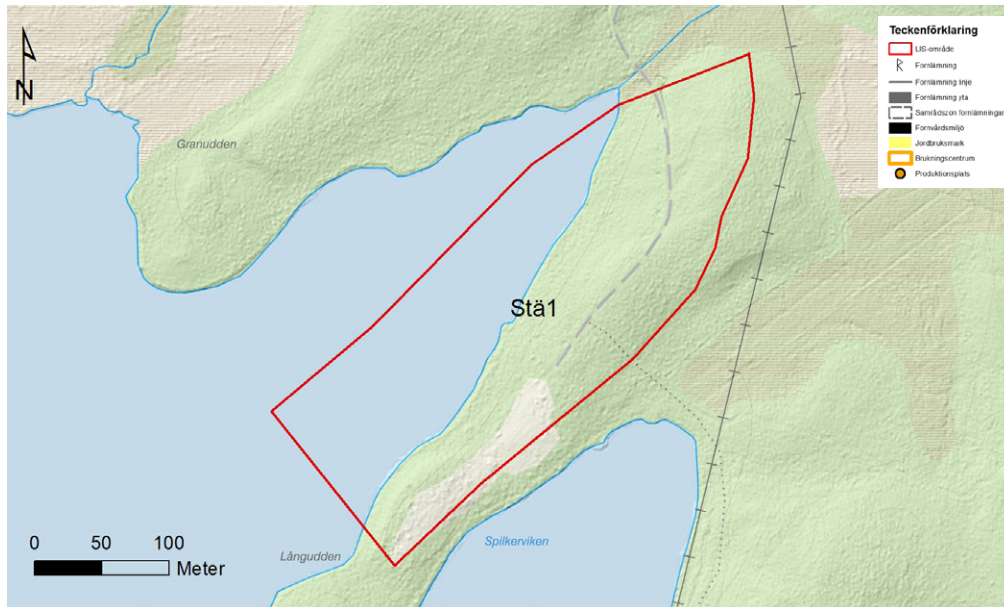 N
Granudden
Stä1
Långudden
Spilkerviken
0 50 100
Meter
Teckenförklaring
LIS-område
Fornlämning
Fornlämning linje
Fornlämning yta
Samrådszon fornlämningar
Fornvårdsmiljö
Jordbruksmark
Brukningscentrum
Produktionsplats